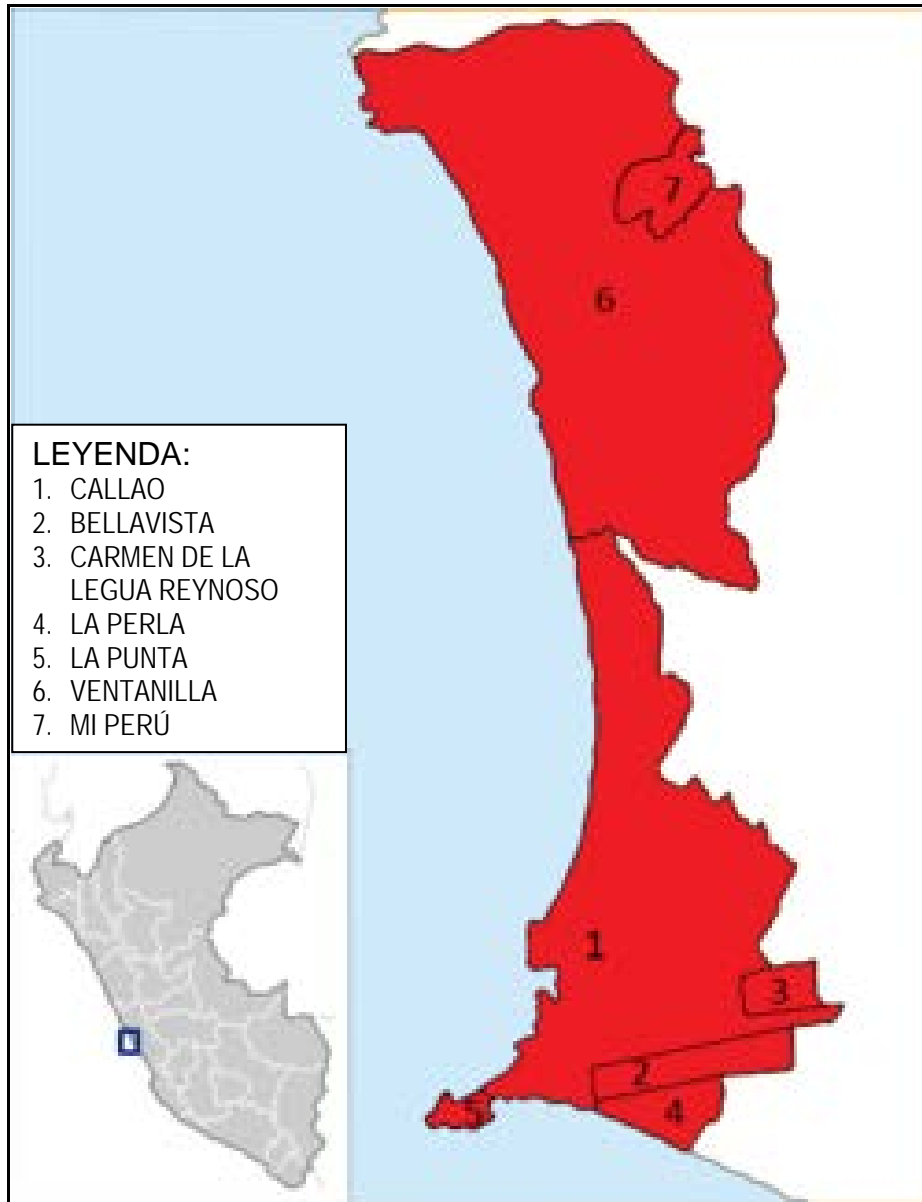 7
6
LEYENDA:
1. CALLAO
2. BELLAVISTA
3. CARMEN DE LA
LEGUA REYNOSO
4. LA PERLA
5. LA PUNTA
6. VENTANILLA
7. MI PERÚ
1
3
2
5
4